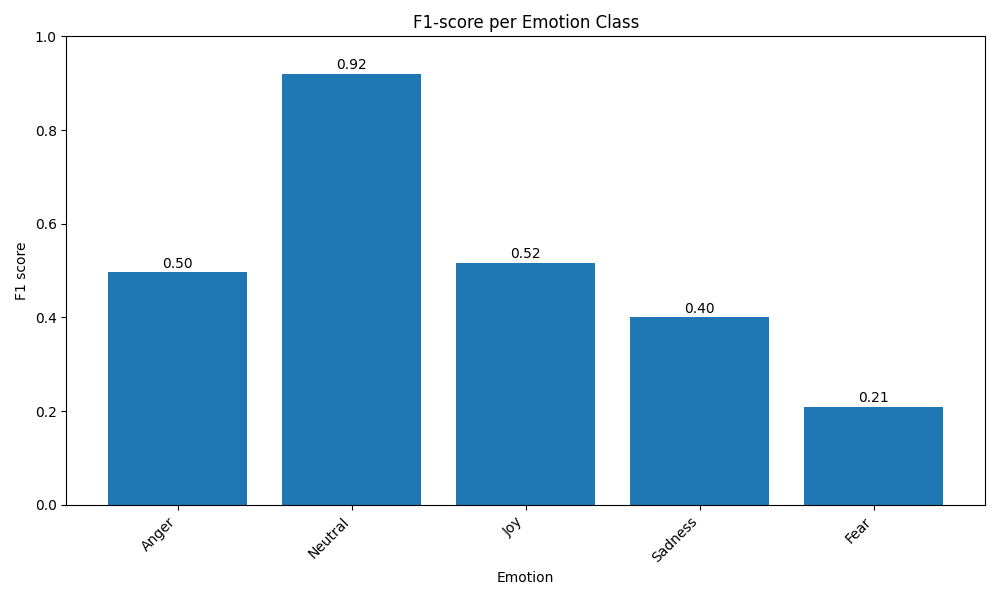 F1-score per Emotion Class
F1 score
1.0
0.8
0.6
0.4
0.2
0.0
0.50
0.92
0.52
0.40
0.21
Anger
Neutral
Joy
Sadness
Fear
Emotion